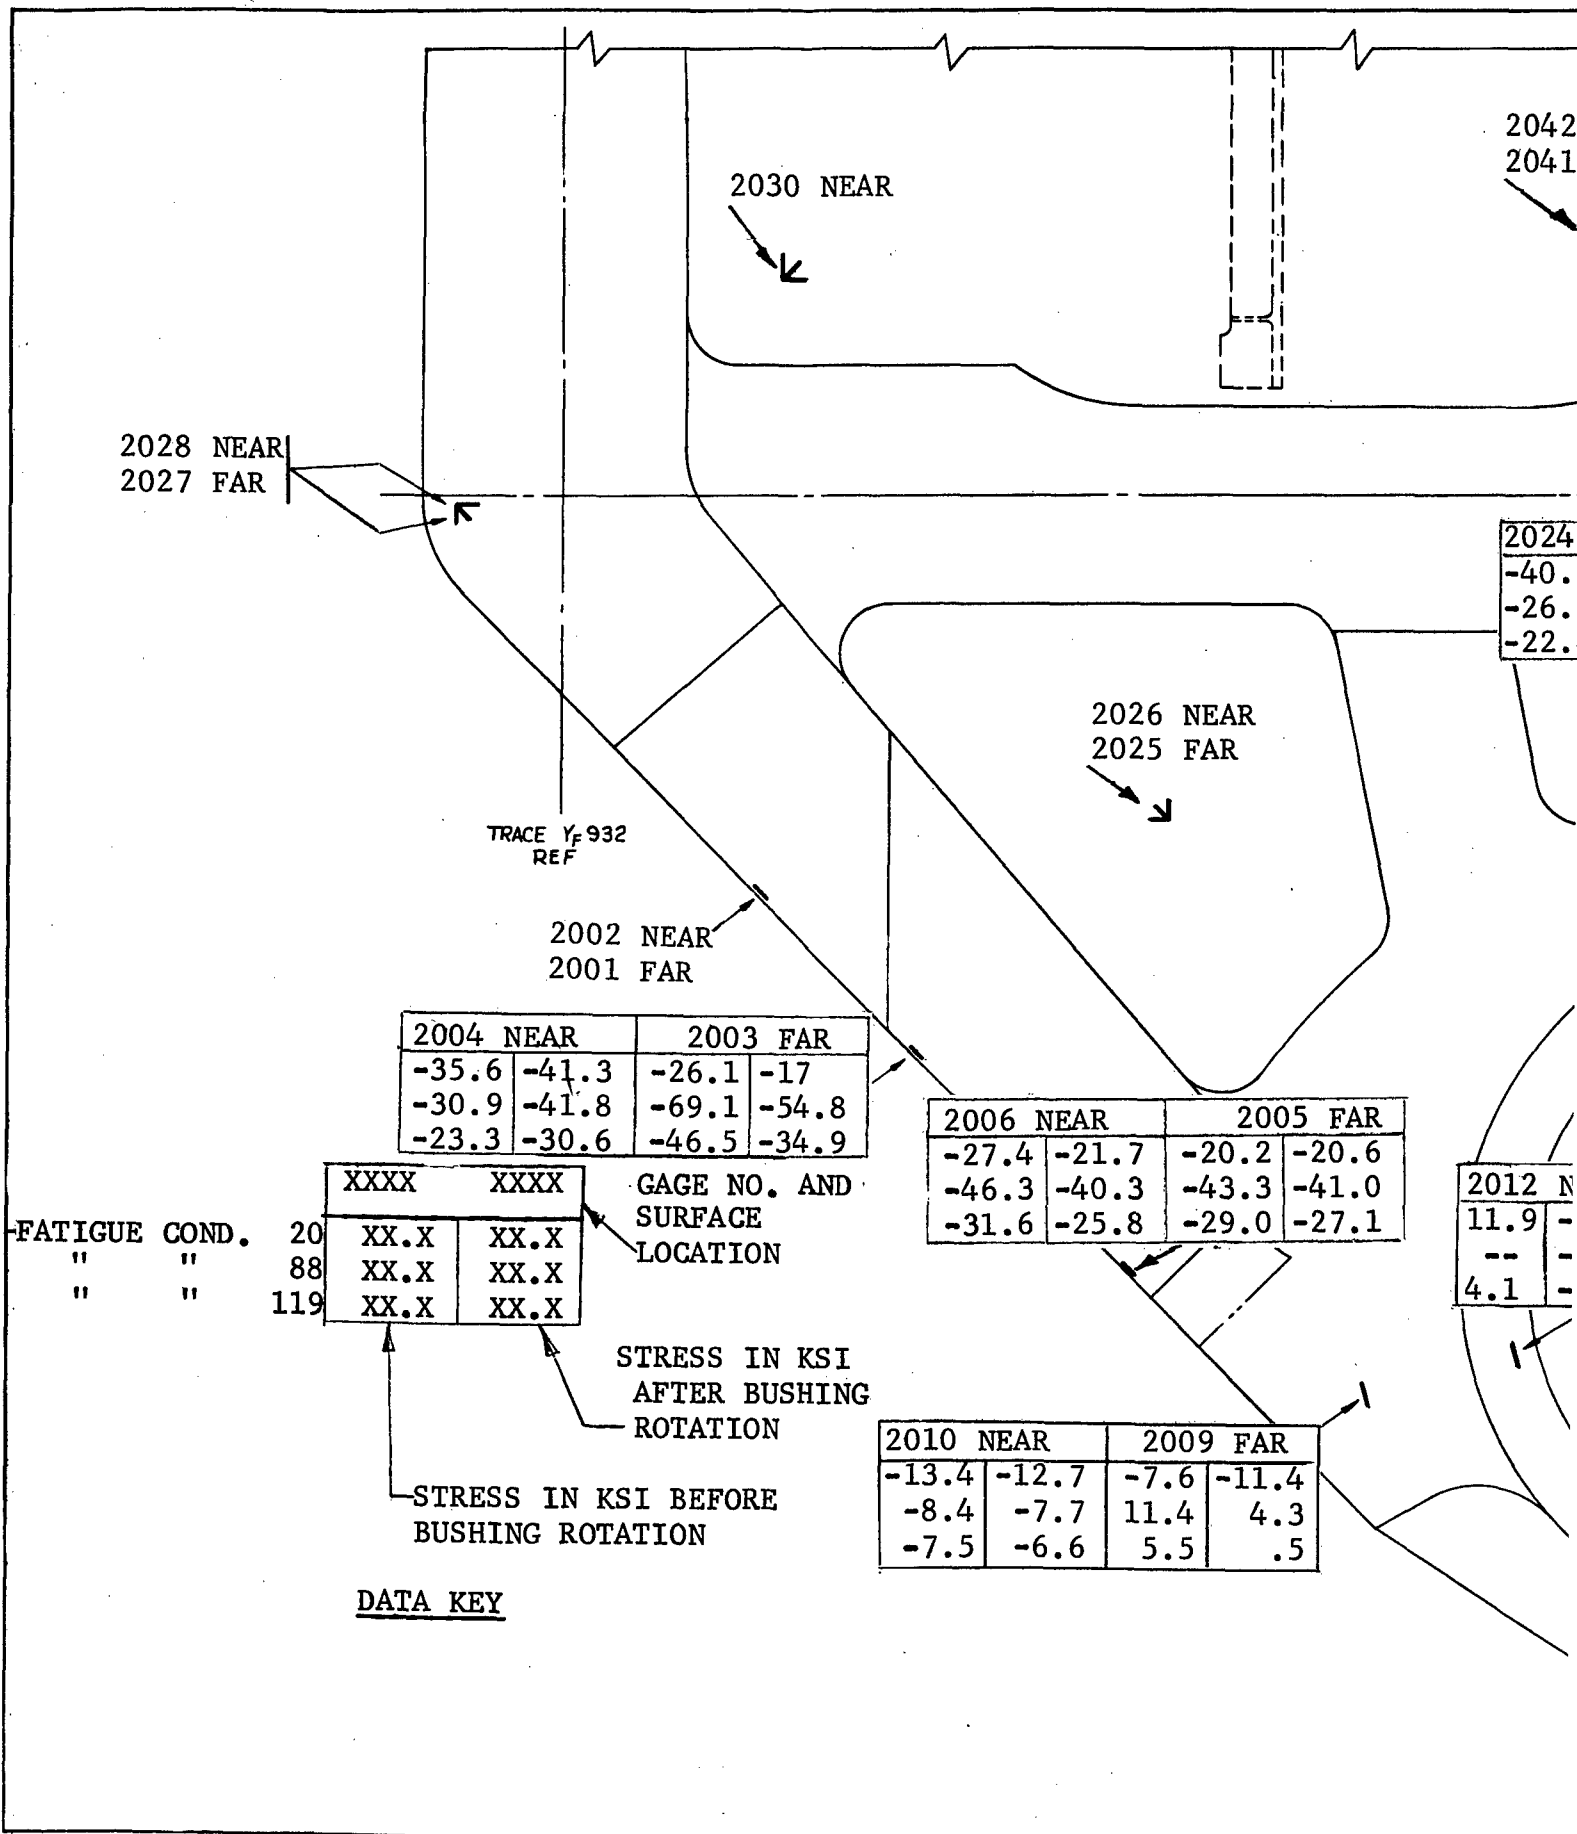 2042
2041
2030 NEAR
2028 NEAR
2027 FAR
2024
-40.
-26.
-22.
2026 NEAR
2025 FAR
TRACE YF 932
REF
2002 NEAR
2001 FAR
2004 NEAR 2003 FAR
-35.6 -41.3 -26.1 -17
-30.9 -41.8 -69.1 -54.8
-23.3 -30.6 -46.5 -34.9
2006 NEAR 2005 FAR
-27.4 -21.7 -20.2 -20.6
-46.3 -40.3 -43.3 -41.0
-31.6 -25.8 -29.0 -27.1
2012 N
11.9 -
-- -
4.1 -
XXXX XXXX
GAGE NO. AND
SURFACE
LOCATION
-FATIGUE COND. 20 XX.X XX.X
" " 88 XX.X XX.X
" " 119 XX.X XX.X
STRESS IN KSI
AFTER BUSHING
ROTATION
STRESS IN KSI BEFORE
BUSHING ROTATION
2010 NEAR 2009 FAR
-13.4 -12.7 -7.6 -11.4
-8.4 -7.7 11.4 4.3
-7.5 -6.6 5.5 .5
DATA KEY